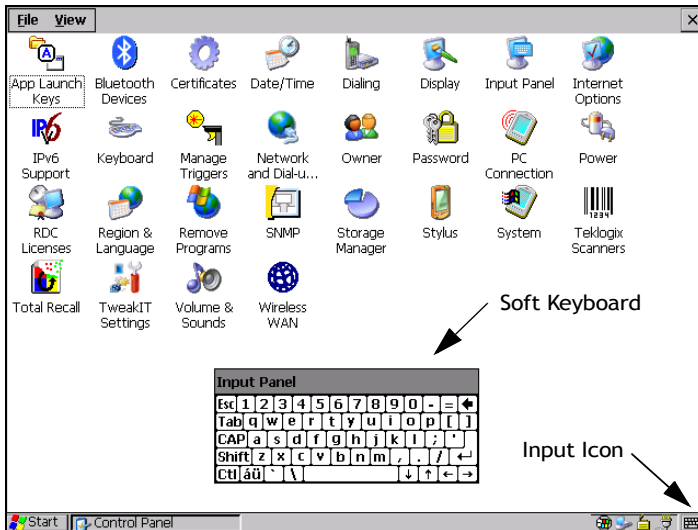 File View
App Launch Keys Bluetooth Devices Certificates Date/Time Dialing Display Input Panel Internet Options
IPv6 Support Keyboard Manage Triggers Network and Dial-u... Owner Password PC Connection Power
RDC Licenses Region & Language Remove Programs SNMP Storage Manager Stylus System Teklogix Scanners
Total Recall TweakIT Settings Volume & Sounds Wireless WAN
Soft Keyboard
Input Panel
Esc 1 2 3 4 5 6 7 8 9 0 - =
Tab q w e r t y u i o p [ ]
CAP a s d f g h j k l ; '
Shift z x c v b n m , . /
Ctl áü ` \
Input Icon
Start Control Panel